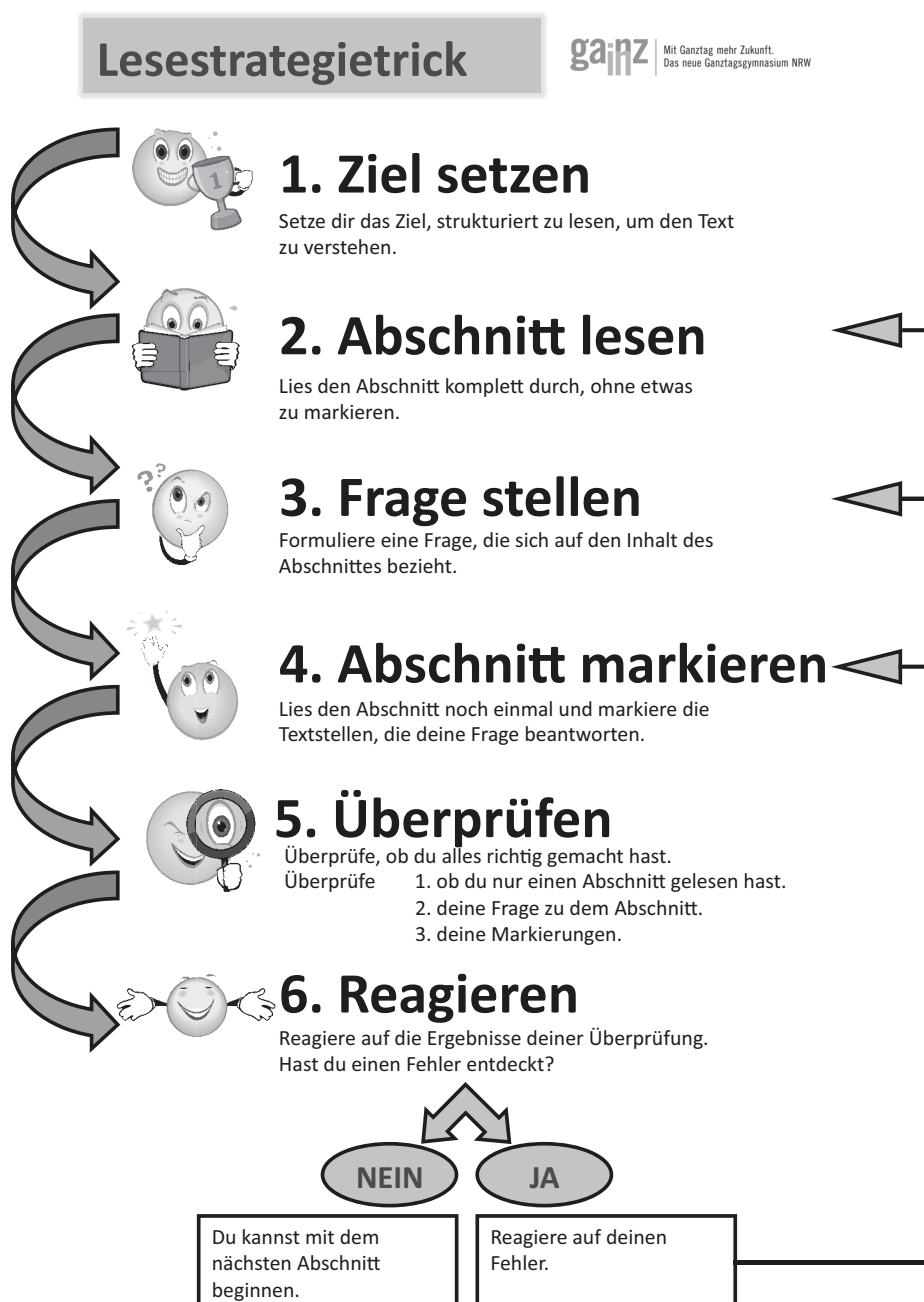 Lesestrategietrick
gainz
Mit Ganztag mehr Zukunft.
Das neue Ganztagsgymnasium NRW
1
1. Ziel setzen
Setze dir das Ziel, strukturiert zu lesen, um den Text
zu verstehen.
2. Abschnitt lesen
Lies den Abschnitt komplett durch, ohne etwas
zu markieren.
???
3. Frage stellen
Formuliere eine Frage, die sich auf den Inhalt des
Abschnittes bezieht.
4. Abschnitt markieren
Lies den Abschnitt noch einmal und markiere die
Textstellen, die deine Frage beantworten.
5. Überprüfen
Überprüfe, ob du alles richtig gemacht hast.
Überprüfe 1. ob du nur einen Abschnitt gelesen hast.
2. deine Frage zu dem Abschnitt.
3. deine Markierungen.
6. Reagieren
Reagiere auf die Ergebnisse deiner Überprüfung.
Hast du einen Fehler entdeckt?
NEIN JA
Du kannst mit dem
nächsten Abschnitt
beginnen.
Reagiere auf deinen
Fehler.